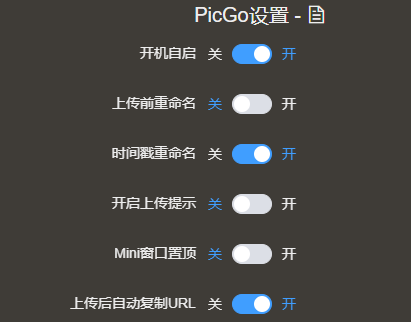 PicGo设置 -
开机自启 关 开
上传前重命名 关 开
时间戳重命名 关 开
开启上传提示 关 开
Mini窗口置顶 关 开
上传后自动复制URL 关 开